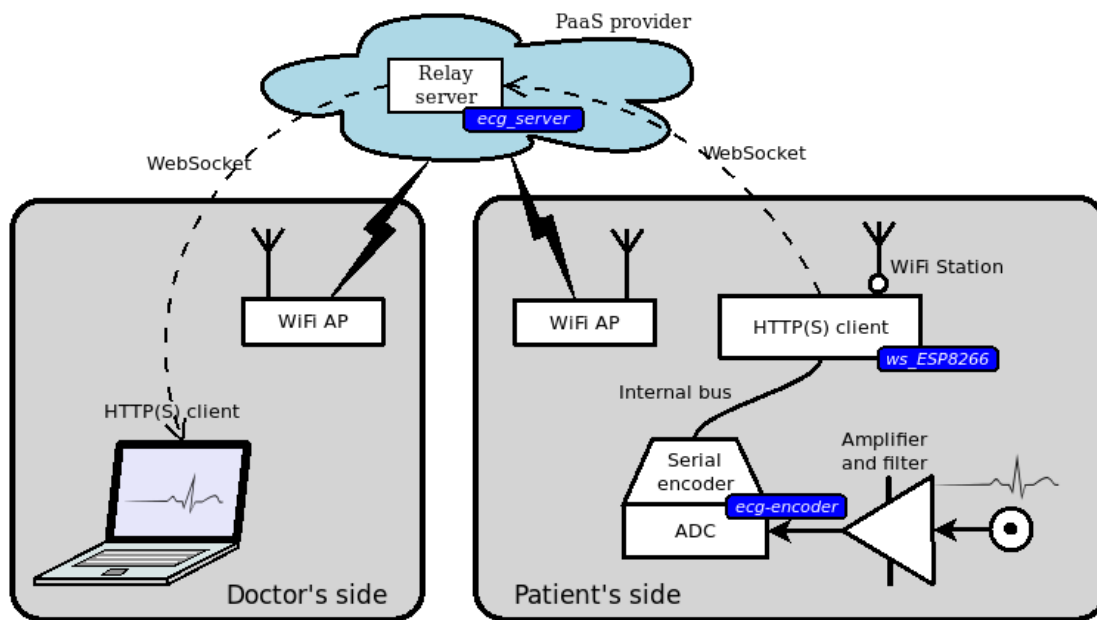 PaaS provider
Relay
server
ecg_server
WebSocket
WebSocket
WiFi Station
WiFi AP
WiFi AP
HTTP(S) client
ws_ESP8266
Internal bus
HTTP(S) client
Amplifier
and filter
Serial
encoder
ecg-encoder
ADC
Doctor's side
Patient's side